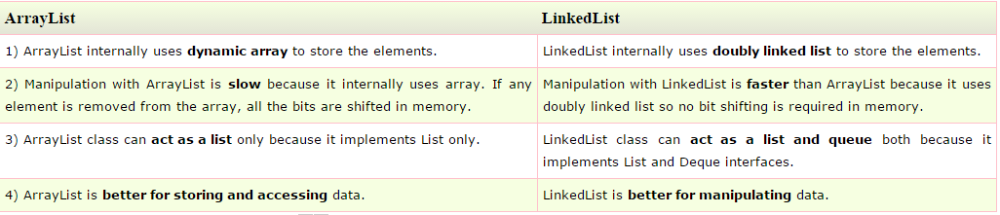 ArrayList
LinkedList
1) ArrayList internally uses dynamic array to store the elements.
LinkedList internally uses doubly linked list to store the elements.
2) Manipulation with ArrayList is slow because it internally uses array. If any
element is removed from the array, all the bits are shifted in memory.
Manipulation with LinkedList is faster than ArrayList because it uses
doubly linked list so no bit shifting is required in memory.
3) ArrayList class can act as a list only because it implements List only.
LinkedList class can act as a list and queue both because it
implements List and Deque interfaces.
4) ArrayList is better for storing and accessing data.
LinkedList is better for manipulating data.